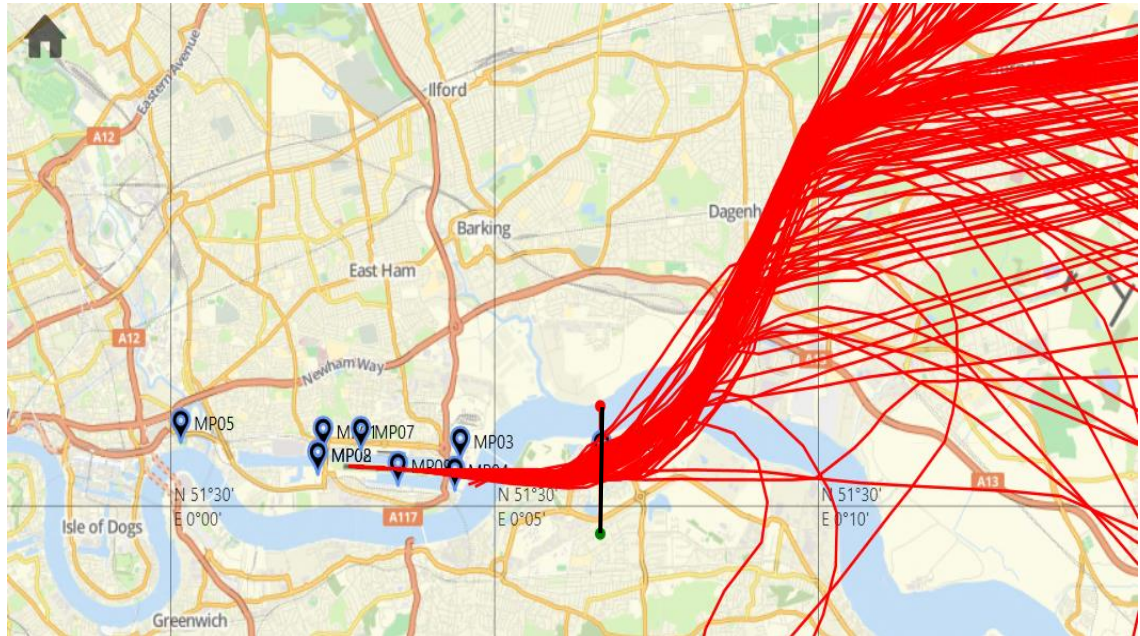 Eastern Avenue
Ilford
A12
Dagenh
Barking
East Ham
A12
Newham Way
MP05
MP07
MP03
MP02
N 51°30'
N 51°30'
N 51°30'
A13
E 0°00'
A117
E 0°05'
E 0°10'
Isle of Dogs
Greenwich